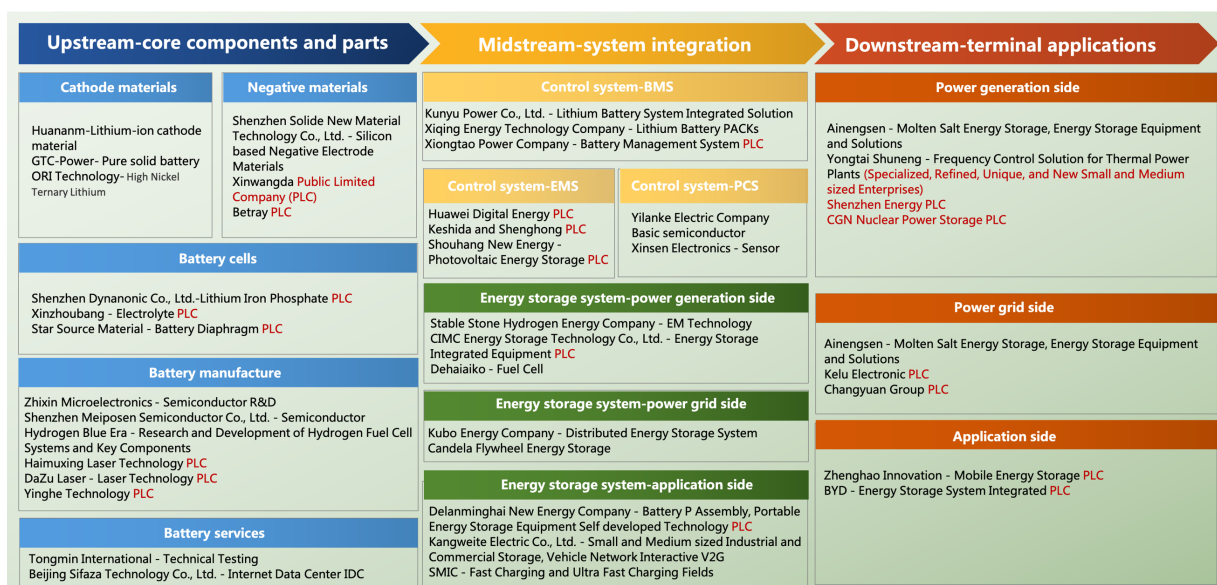 Upstream-core components and parts
Midstream-system integration
Downstream-terminal applications
Cathode materials
Huananm-Lithium-ion cathode
material
GTC-Power- Pure solid battery
ORI Technology- High Nickel
Ternary Lithium
Negative materials
Shenzhen Solide New Material
Technology Co., Ltd. - Silicon
based Negative Electrode
Materials
Xinwangda Public Limited
Company (PLC)
Betray PLC
Battery cells
Shenzhen Dynanonic Co., Ltd.-Lithium Iron Phosphate PLC
Xinzhoubang - Electrolyte PLC
Star Source Material - Battery Diaphragm PLC
Battery manufacture
Zhixin Microelectronics - Semiconductor R&D
Shenzhen Meiposen Semiconductor Co., Ltd. - Semiconductor
Hydrogen Blue Era - Research and Development of Hydrogen Fuel Cell
Systems and Key Components
Haimuxing Laser Technology PLC
DaZu Laser - Laser Technology PLC
Yinghe Technology PLC
Battery services
Tongmin International - Technical Testing
Beijing Sifaza Technology Co., Ltd. - Internet Data Center IDC
Control system-BMS
Kunyu Power Co., Ltd. - Lithium Battery System Integrated Solution
Xiqing Energy Technology Company - Lithium Battery PACKs
Xiongtao Power Company - Battery Management System PLC
Control system-EMS
Huawei Digital Energy PLC
Keshida and Shenghong PLC
Shouhang New Energy -
Photovoltaic Energy Storage PLC
Control system-PCS
Yilanke Electric Company
Basic semiconductor
Xinsen Electronics - Sensor
Energy storage system-power generation side
Stable Stone Hydrogen Energy Company - EM Technology
CIMC Energy Storage Technology Co., Ltd. - Energy Storage
Integrated Equipment PLC
Dehaiaiko - Fuel Cell
Energy storage system-power grid side
Kubo Energy Company - Distributed Energy Storage System
Candela Flywheel Energy Storage
Energy storage system-application side
Delanminghai New Energy Company - Battery P Assembly, Portable
Energy Storage Equipment Self developed Technology PLC
Kangweite Electric Co., Ltd. - Small and Medium sized Industrial and
Commercial Storage, Vehicle Network Interactive V2G
SMIC - Fast Charging and Ultra Fast Charging Fields
Power generation side
Ainengsen - Molten Salt Energy Storage, Energy Storage Equipment
and Solutions
Yongtai Shuneng - Frequency Control Solution for Thermal Power
Plants (Specialized, Refined, Unique, and New Small and Medium
sized Enterprises)
Shenzhen Energy PLC
CGN Nuclear Power Storage PLC
Power grid side
Ainengsen - Molten Salt Energy Storage, Energy Storage Equipment
and Solutions
Kelu Electronic PLC
Changyuan Group PLC
Application side
Zhenghao Innovation - Mobile Energy Storage PLC
BYD - Energy Storage System Integrated PLC